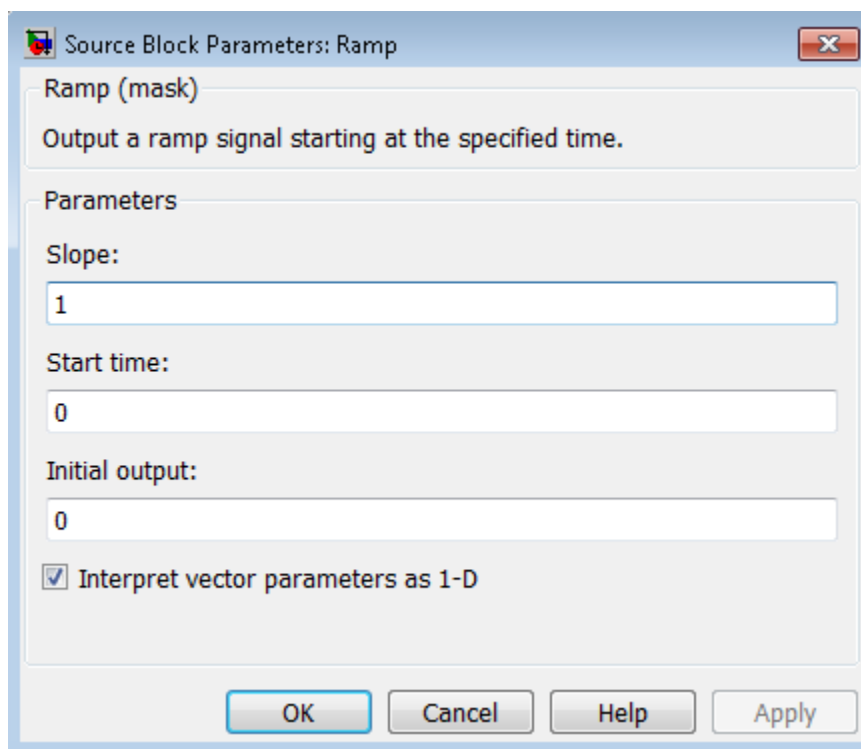 Source Block Parameters: Ramp
Ramp (mask)
Output a ramp signal starting at the specified time.
Parameters
Slope:
1
Start time:
0
Initial output:
0
Interpret vector parameters as 1-D
OK Cancel Help Apply